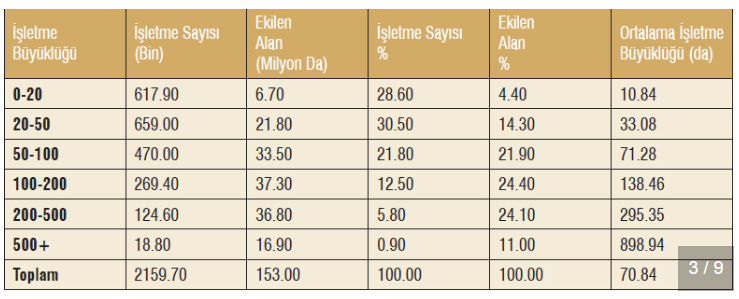 İşletme Büyüklüğü İşletme Sayısı (Bin) Ekilen Alan (Milyon Da) İşletme Sayısı % Ekilen Alan % Ortalama İşletme Büyüklüğü (da)
0-20 617.90 6.70 28.60 4.40 10.84
20-50 659.00 21.80 30.50 14.30 33.08
50-100 470.00 33.50 21.80 21.90 71.28
100-200 269.40 37.30 12.50 24.40 138.46
200-500 124.60 36.80 5.80 24.10 295.35
500+ 18.80 16.90 0.90 11.00 898.94
Toplam 2159.70 153.00 100.00 100.00 70.84
3 / 9